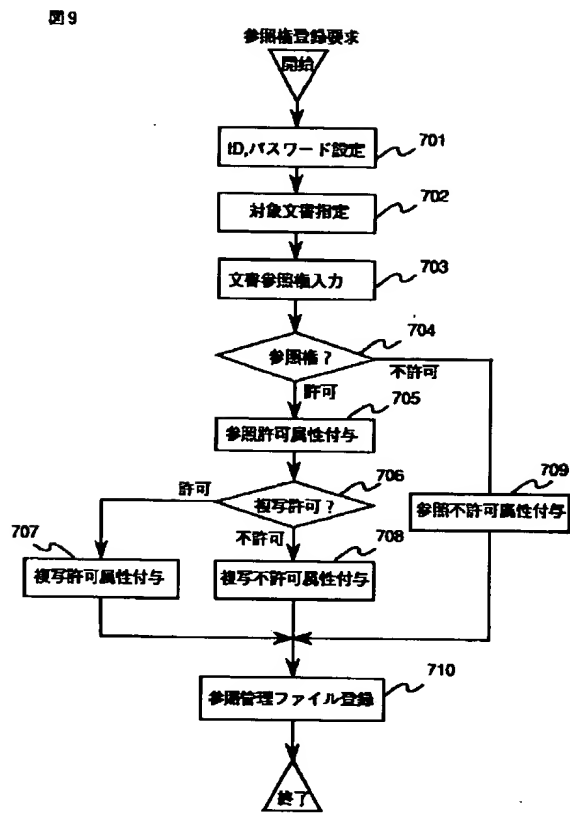 図9
参照権登録要求
開始
ID,パスワード設定
701
対象文書指定
702
文書参照権入力
703
704
参照権?
不許可
許可
705
参照許可属性付与
706
許可
複写許可?
709
参照不許可属性付与
707
不許可
708
複写許可属性付与
複写不許可属性付与
710
参照管理ファイル登録
終了